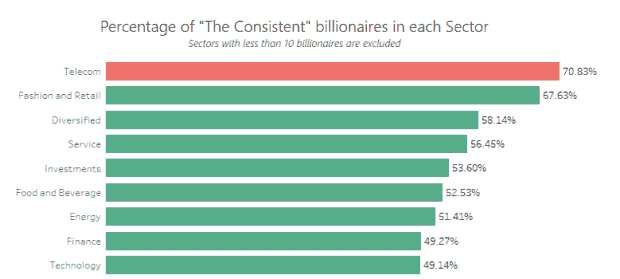 Percentage of "The Consistent" billionaires in each Sector
Sectors with less than 10 billionaires are excluded
Telecom 70.83%
Fashion and Retail 67.63%
Diversified 58.14%
Service 56.45%
Investments 53.60%
Food and Beverage 52.53%
Energy 51.41%
Finance 49.27%
Technology 49.14%